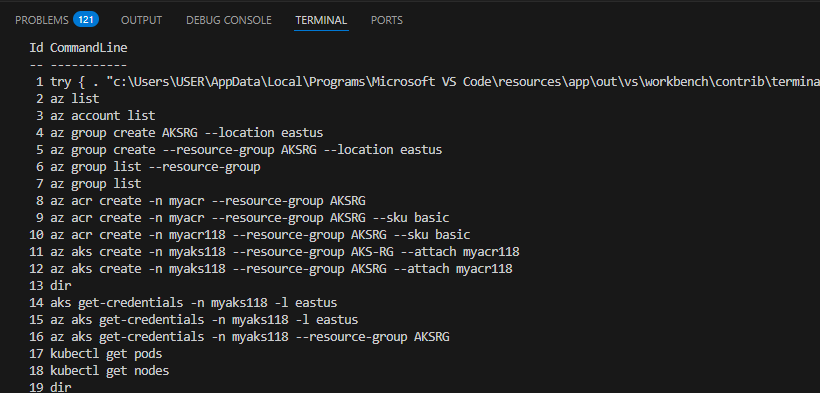 PROBLEMS 121 OUTPUT DEBUG CONSOLE TERMINAL PORTS
Id CommandLine
-- -----------
1 try { . "c:\Users\USER\AppData\Local\Programs\Microsoft VS Code\resources\app\out\vs\workbench\contrib\termina
2 az list
3 az account list
4 az group create AKSRG --location eastus
5 az group create --resource-group AKSRG --location eastus
6 az group list --resource-group
7 az group list
8 az acr create -n myacr --resource-group AKSRG
9 az acr create -n myacr --resource-group AKSRG --sku basic
10 az acr create -n myacr118 --resource-group AKSRG --sku basic
11 az aks create -n myaks118 --resource-group AKS-RG --attach myacr118
12 az aks create -n myaks118 --resource-group AKSRG --attach myacr118
13 dir
14 aks get-credentials -n myaks118 -l eastus
15 az aks get-credentials -n myaks118 -l eastus
16 az aks get-credentials -n myaks118 --resource-group AKSRG
17 kubectl get pods
18 kubectl get nodes
19 dir